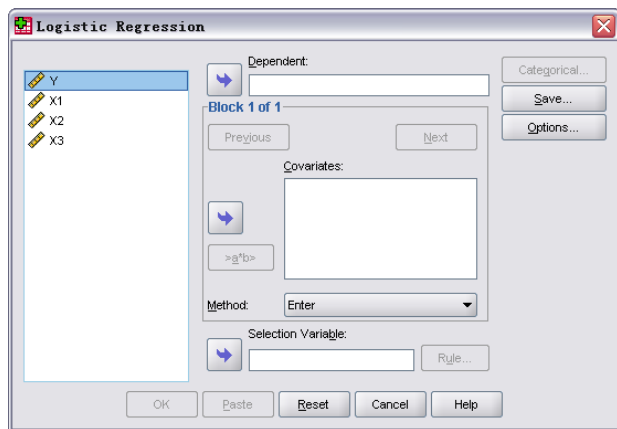 Logistic Regression
Y
X1
X2
X3
Dependent:
Block 1 of 1
Previous
Next
Covariates:
>a*b>
Method:
Enter
Selection Variable:
Rule...
Categorical...
Save...
Options...
OK
Paste
Reset
Cancel
Help